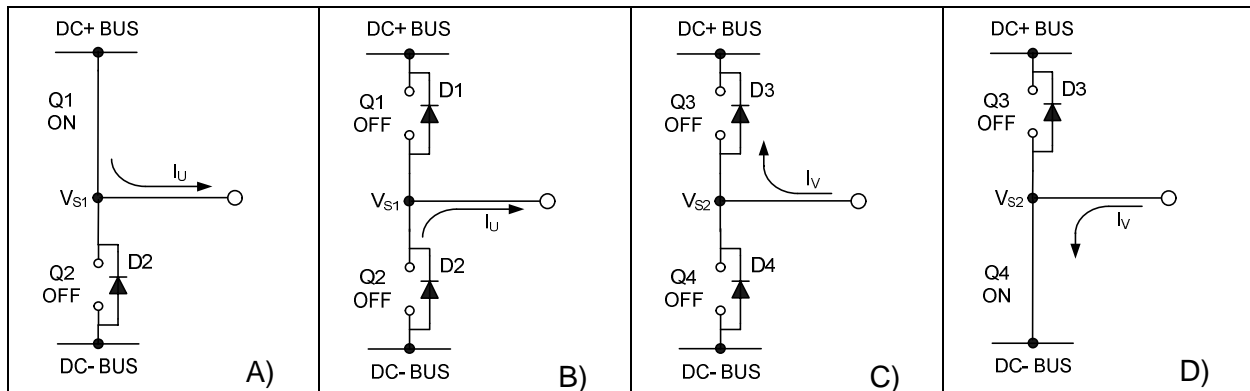 DC+ BUS
Q1
ON
IU
VS1
D2
Q2
OFF
DC- BUS
A)
DC+ BUS
D1
Q1
OFF
VS1
IU
D2
Q2
OFF
DC- BUS
B)
DC+ BUS
D3
Q3
OFF
IV
VS2
D4
Q4
OFF
DC- BUS
C)
DC+ BUS
D3
Q3
OFF
VS2
IV
Q4
ON
DC- BUS
D)